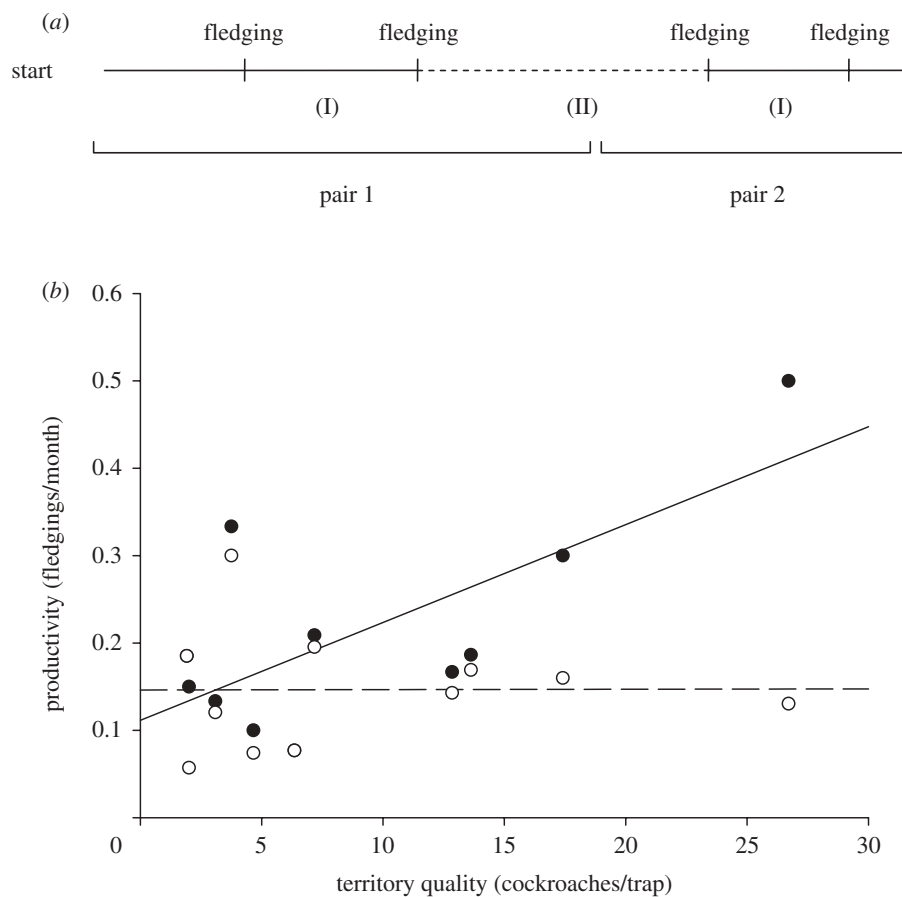 (a)
fledging fledging fledging fledging
start
(I) (II) (I)
pair 1 pair 2
(b)
0.6
0.5
0.4
0.3
0.2
0.1
productivity (fledgings/month)
0 5 10 15 20 25 30
territory quality (cockroaches/trap)